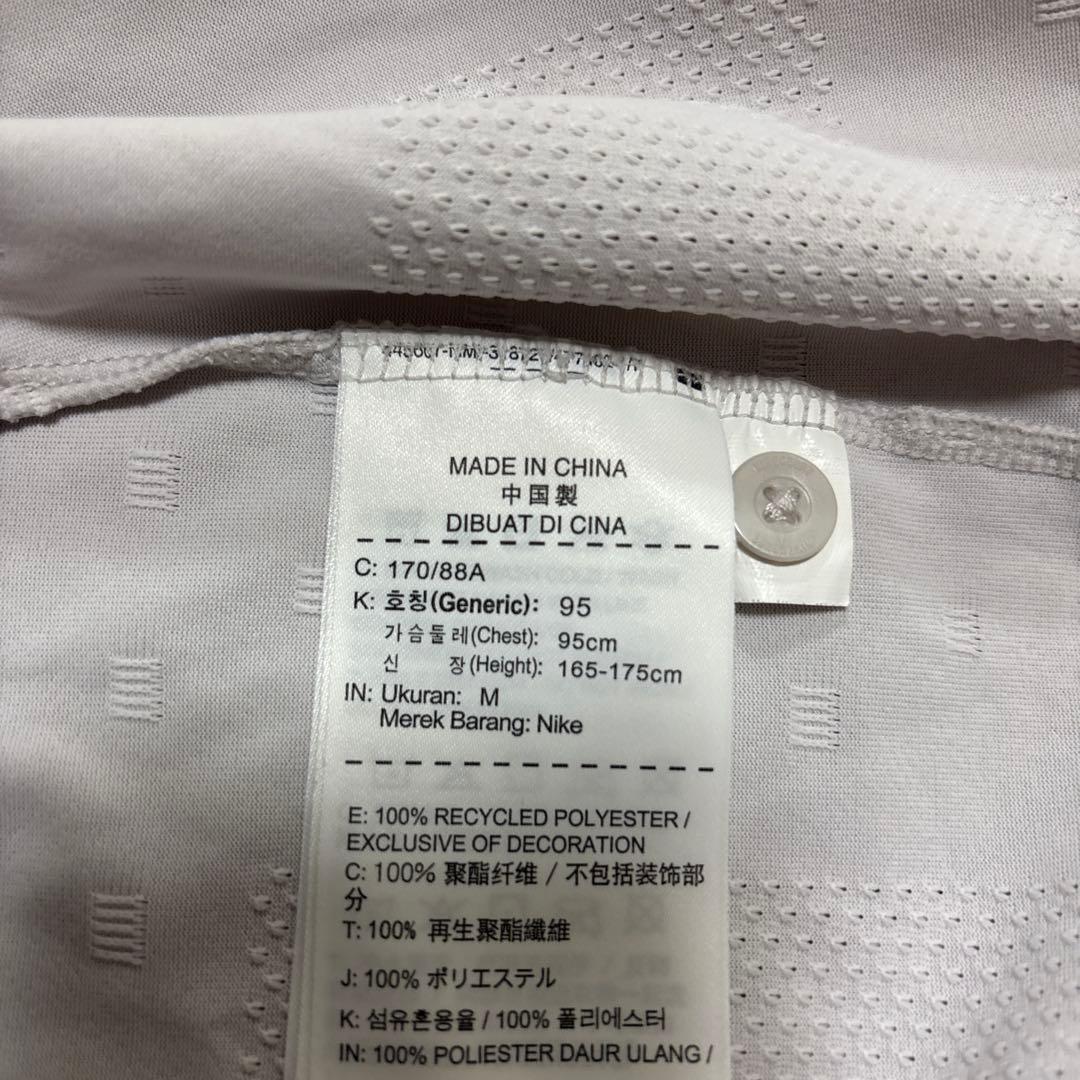 MADE IN CHINA
中国製
DIBUAT DI CINA
C: 170/88A
K: 호칭(Generic): 95
가슴둘레(Chest): 95cm
신 장(Height): 165-175cm
IN: Ukuran: M
Merek Barang: Nike
E: 100% RECYCLED POLYESTER /
EXCLUSIVE OF DECORATION
C: 100% 聚酯纤维 / 不包括装饰部
分
T: 100% 再生聚酯纖維
J: 100% ポリエステル
K: 섬유혼용율 / 100% 폴리에스터
IN: 100% POLIESTER DAUR ULANG /